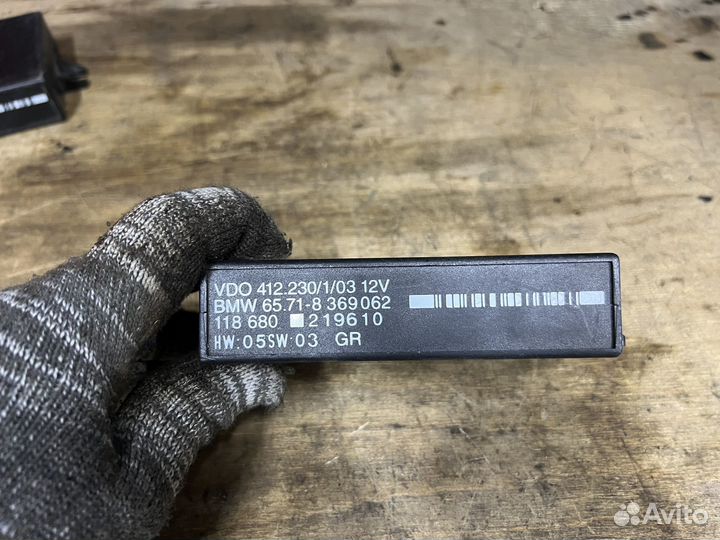 VDO 412.230/1/03 12V
BMW 65.71-8 369 062
118 680 219610
HW:05SW:03 GR
Avito